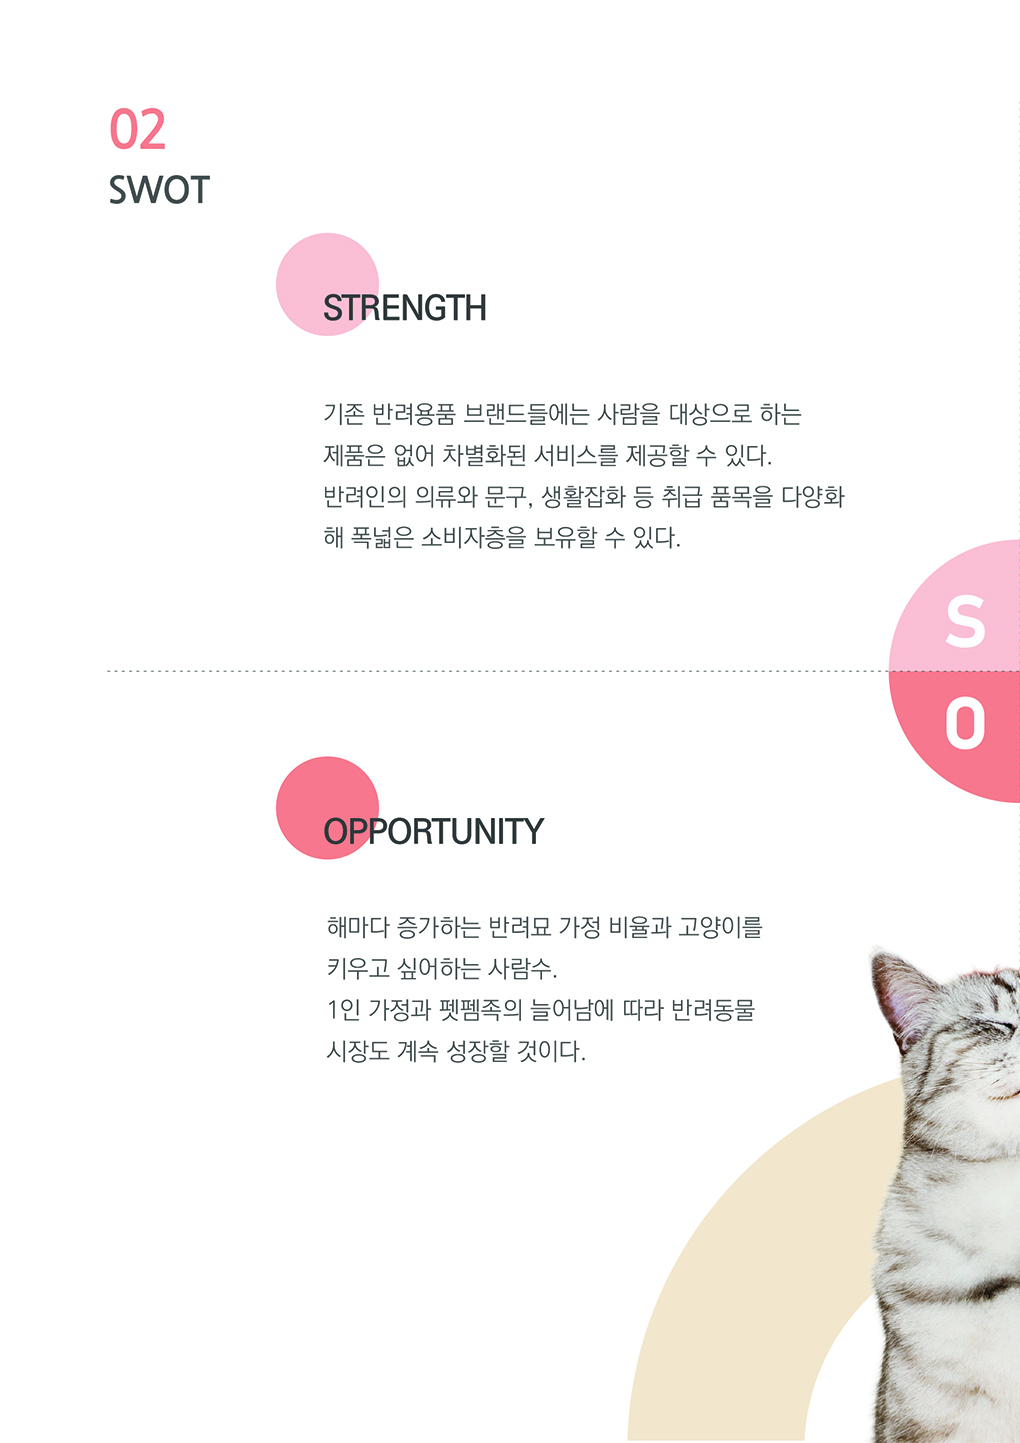 02
SWOT
STRENGTH
기존 반려용품 브랜드들에는 사람을 대상으로 하는
제품은 없어 차별화된 서비스를 제공할 수 있다.
반려인의 의류와 문구, 생활잡화 등 취급 품목을 다양화
해 폭넓은 소비자층을 보유할 수 있다.
S
O
OPPORTUNITY
해마다 증가하는 반려묘 가정 비율과 고양이를
키우고 싶어하는 사람수.
1인 가정과 펫펨족의 늘어남에 따라 반려동물
시장도 계속 성장할 것이다.